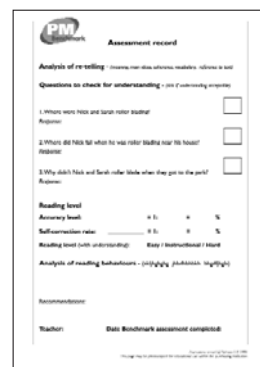 PM
Benchmark
Assessment record
Analysis of re-telling -
Questions to check for understanding -
1. Where were Nick and Sarah roller blading?
Response:
2. Where did Nick fall when he was roller blading near his house?
Response:
3. Why didn't Nick and Sarah roller blade when they got to the park?
Response:
Reading level
Accuracy level: %
Self-correction rate: %
Reading level (with understanding): Easy / Instructional / Hard
Analysis of reading behaviours -
Recommendations:
Teacher: Date Benchmark assessment completed: